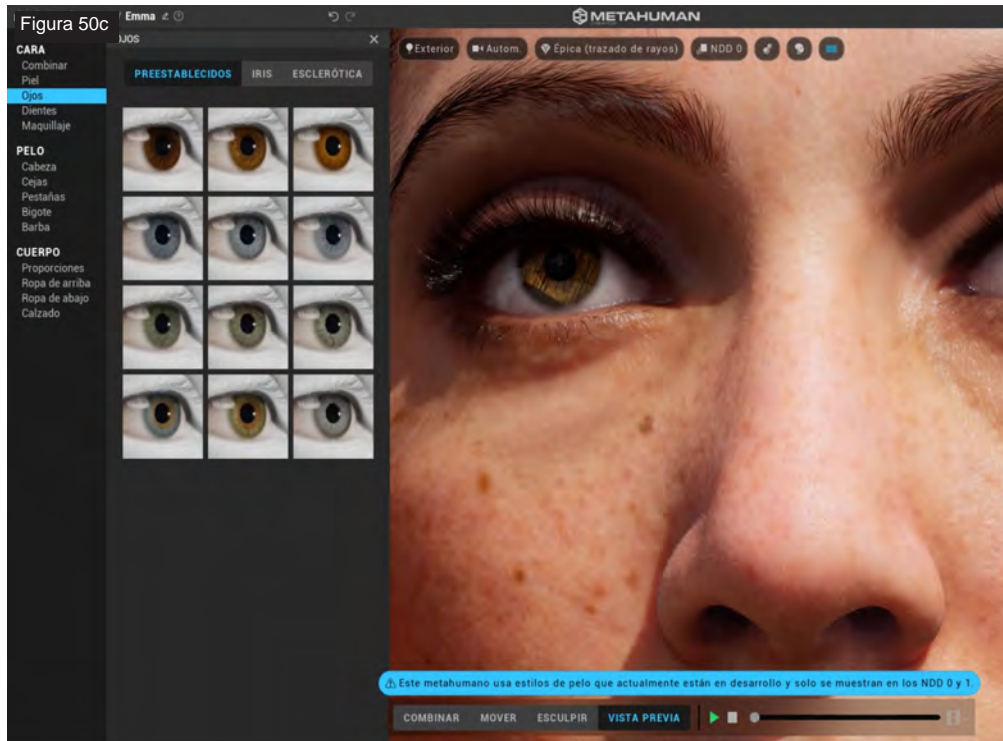 Figura 50c
Emma
METAHUMAN
OJOS
CARA
Combinar
Piel
Ojos
Dientes
Maquillaje
PELO
Cabeza
Cejas
Pestañas
Bigote
Barba
CUERPO
Proporciones
Ropa de arriba
Ropa de abajo
Calzado
PREESTABLECIDOS IRIS ESCLERÓTICA
Exterior Autom. Épica (trazado de rayos) NDD 0
Este metahumano usa estilos de pelo que actualmente están en desarrollo y solo se muestran en los NDD 0 y 1.
COMBINAR MOVER ESCULPIR VISTA PREVIA